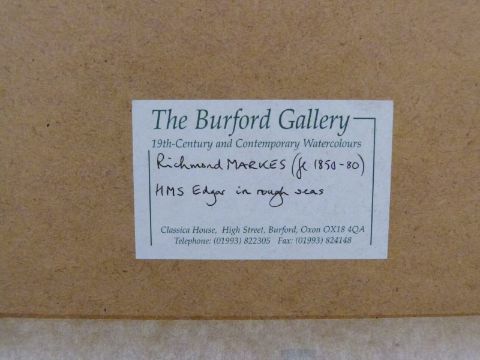 The Burford Gallery
19th-Century and Contemporary Watercolours
Richmond MARKES (fl 1850-80)
HMS Edgar in rough seas
Classica House, High Street, Burford, Oxon OX18 4QA
Telephone: (01993) 822305 Fax: (01993) 824148